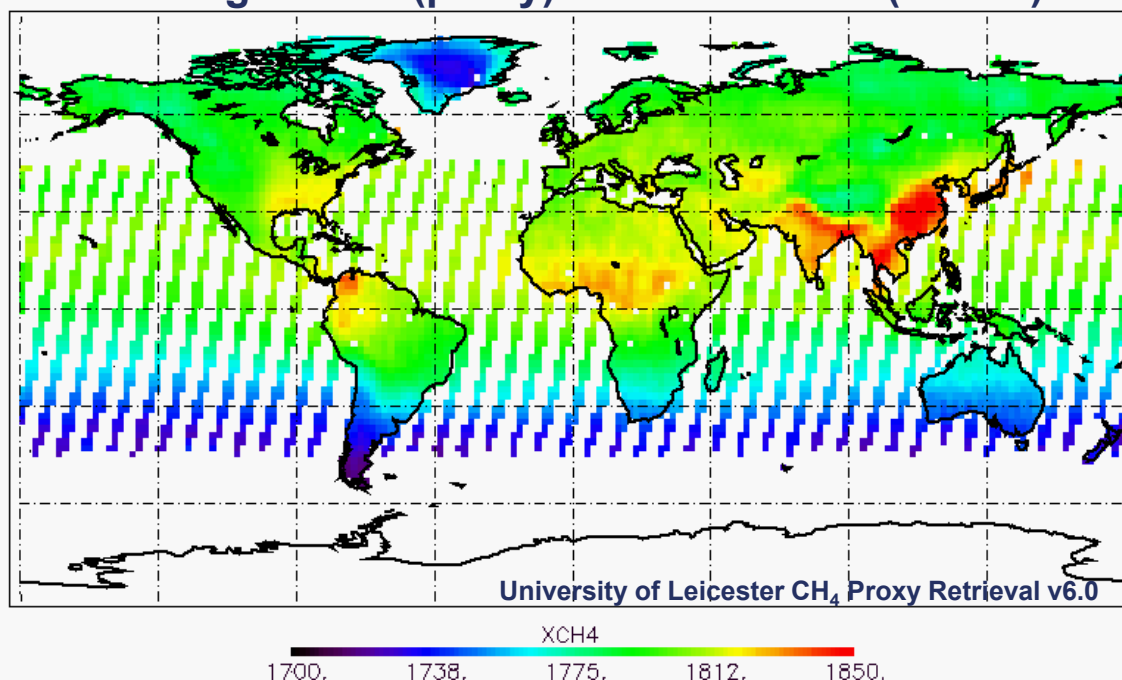 University of Leicester CH₄ Proxy Retrieval v6.0
XCH4
1700. 1738. 1775. 1812. 1850.